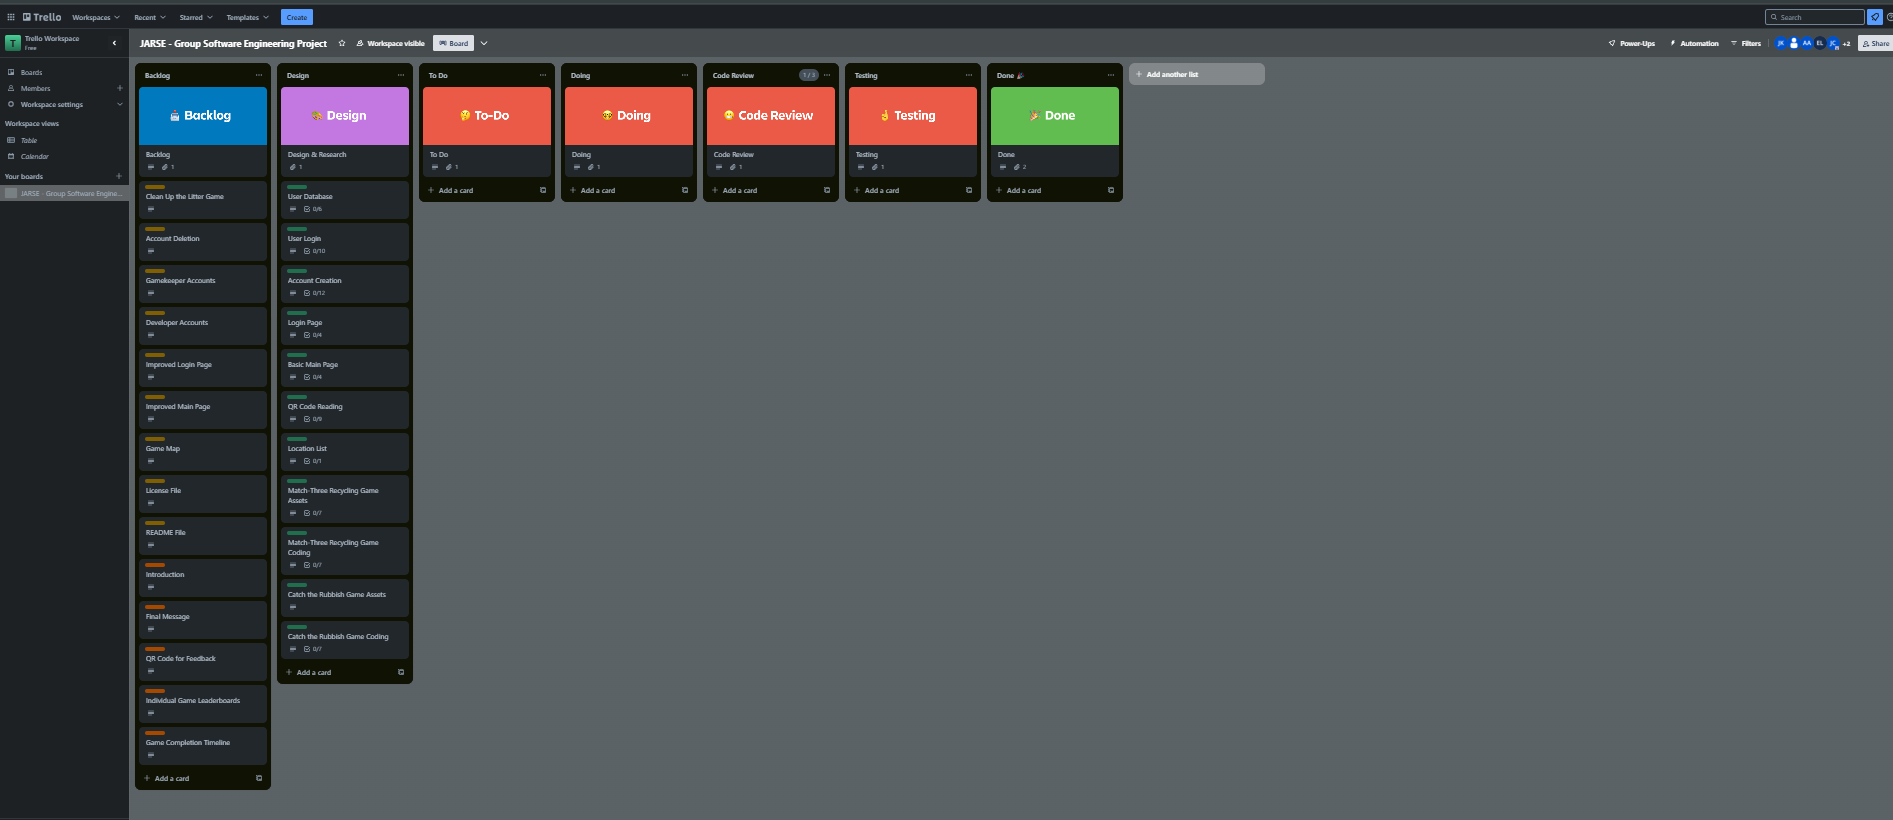 Trello
Workspaces
Recent
Starred
Templates
Create
Search
T
Trello Workspace
Free
Boards
Members
Workspace settings
Workspace views
Table
Calendar
Your boards
JARSE - Group Software Engine...
JARSE - Group Software Engineering Project
Workspace visible
Board
Power-Ups
Automation
Filters
JK
AA
EL
JC
+2
Share
Backlog
Backlog
Backlog
1
Clean Up the Litter Game
Account Deletion
Gamekeeper Accounts
Developer Accounts
Improved Login Page
Improved Main Page
Game Map
License File
README File
Introduction
Final Message
QR Code for Feedback
Individual Game Leaderboards
Game Completion Timeline
Add a card
Design
Design
Design & Research
1
User Database
0/6
User Login
0/10
Account Creation
0/12
Login Page
0/4
Basic Main Page
0/4
QR Code Reading
0/9
Location List
0/1
Match-Three Recycling Game
Assets
0/7
Match-Three Recycling Game
Coding
0/7
Catch the Rubbish Game Assets
Catch the Rubbish Game Coding
0/7
Add a card
To Do
To-Do
To Do
1
Add a card
Doing
Doing
Doing
1
Add a card
Code Review
1 / 3
Code Review
Code Review
1
Add a card
Testing
Testing
Testing
1
Add a card
Done
Done
Done
2
Add a card
Add another list